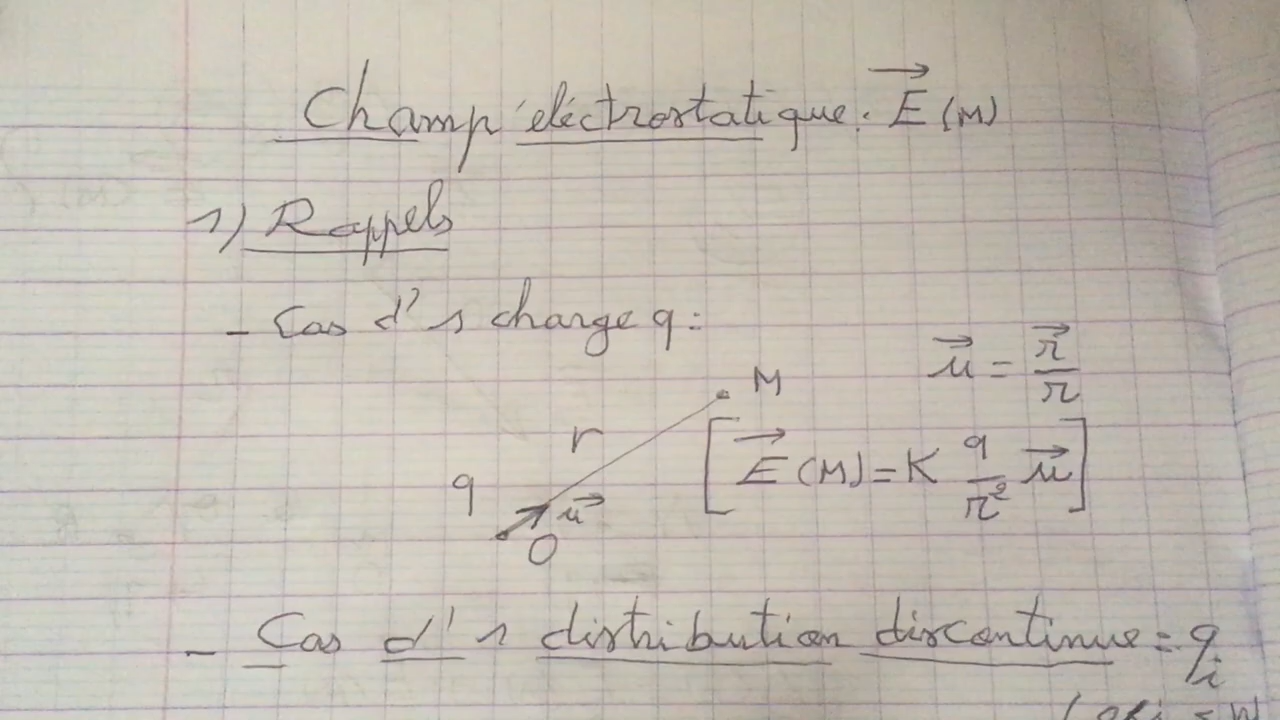 Champ électrostatique: E⃗(M)
1) Rappels
- Cas d' 1 charge q:
u⃗ = r⃗/r
M
r
q
u⃗
O
[E⃗(M) = K q/r² u⃗]
- Cas d' 1 distribution discontinue = qi